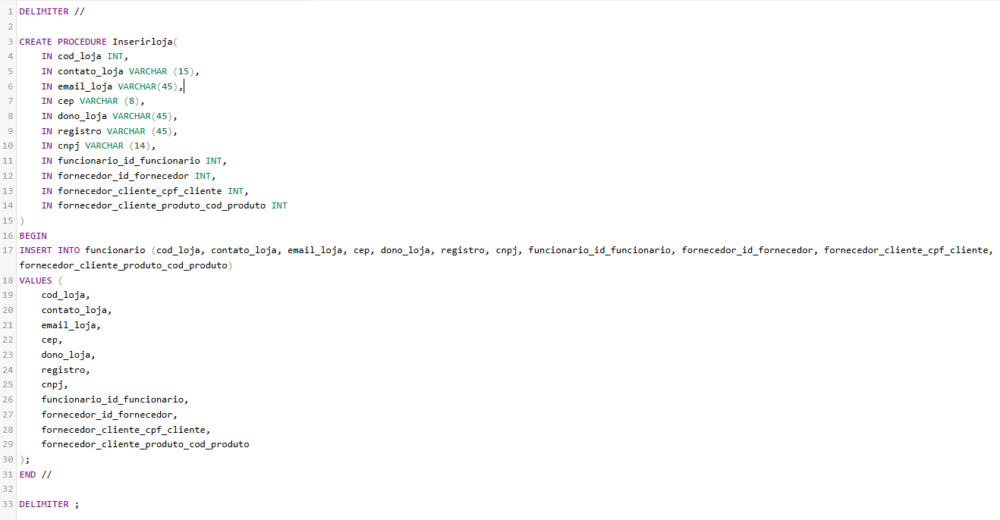 1 DELIMITER //
2
3 CREATE PROCEDURE Inserirloja(
4     IN cod_loja INT,
5     IN contato_loja VARCHAR (15),
6     IN email_loja VARCHAR(45),
7     IN cep VARCHAR (8),
8     IN dono_loja VARCHAR(45),
9     IN registro VARCHAR (45),
10     IN cnpj VARCHAR (14),
11     IN funcionario_id_funcionario INT,
12     IN fornecedor_id_fornecedor INT,
13     IN fornecedor_cliente_cpf_cliente INT,
14     IN fornecedor_cliente_produto_cod_produto INT
15 )
16 BEGIN
17 INSERT INTO funcionario (cod_loja, contato_loja, email_loja, cep, dono_loja, registro, cnpj, funcionario_id_funcionario, fornecedor_id_fornecedor, fornecedor_cliente_cpf_cliente,
fornecedor_cliente_produto_cod_produto)
18 VALUES (
19     cod_loja,
20     contato_loja,
21     email_loja,
22     cep,
23     dono_loja,
24     registro,
25     cnpj,
26     funcionario_id_funcionario,
27     fornecedor_id_fornecedor,
28     fornecedor_cliente_cpf_cliente,
29     fornecedor_cliente_produto_cod_produto
30 );
31 END //
32
33 DELIMITER ;